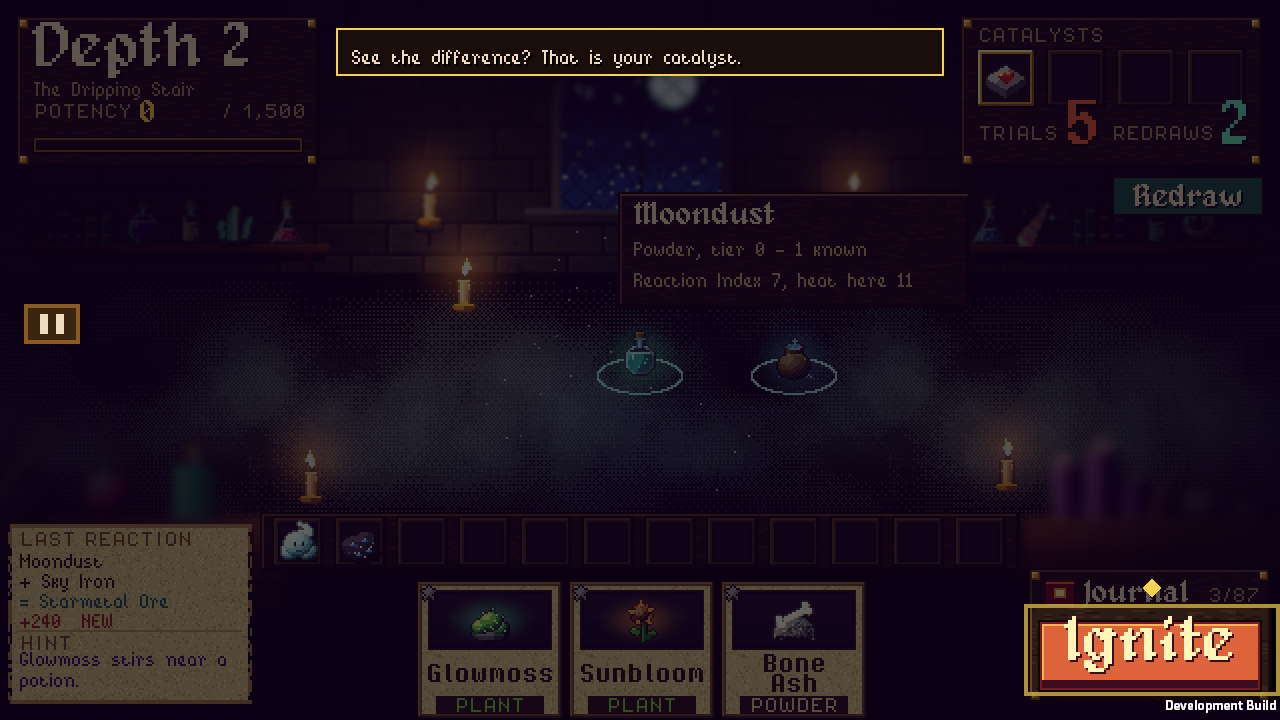 Depth 2
The Dripping Stair
POTENCY 0 / 1,500
See the difference? That is your catalyst.
CATALYSTS
TRIALS 5 REDRAWS 2
Redraw
Moondust
Powder, tier 0 - 1 known
Reaction Index 7, heat here 11
LAST REACTION
Moondust
+ Sky Iron
= Starmetal Ore
+240 NEW
HINT
Glowmoss stirs near a
potion.
Glowmoss
PLANT
Sunbloom
PLANT
Bone
Ash
POWDER
Journal 3/87
Ignite
Development Build